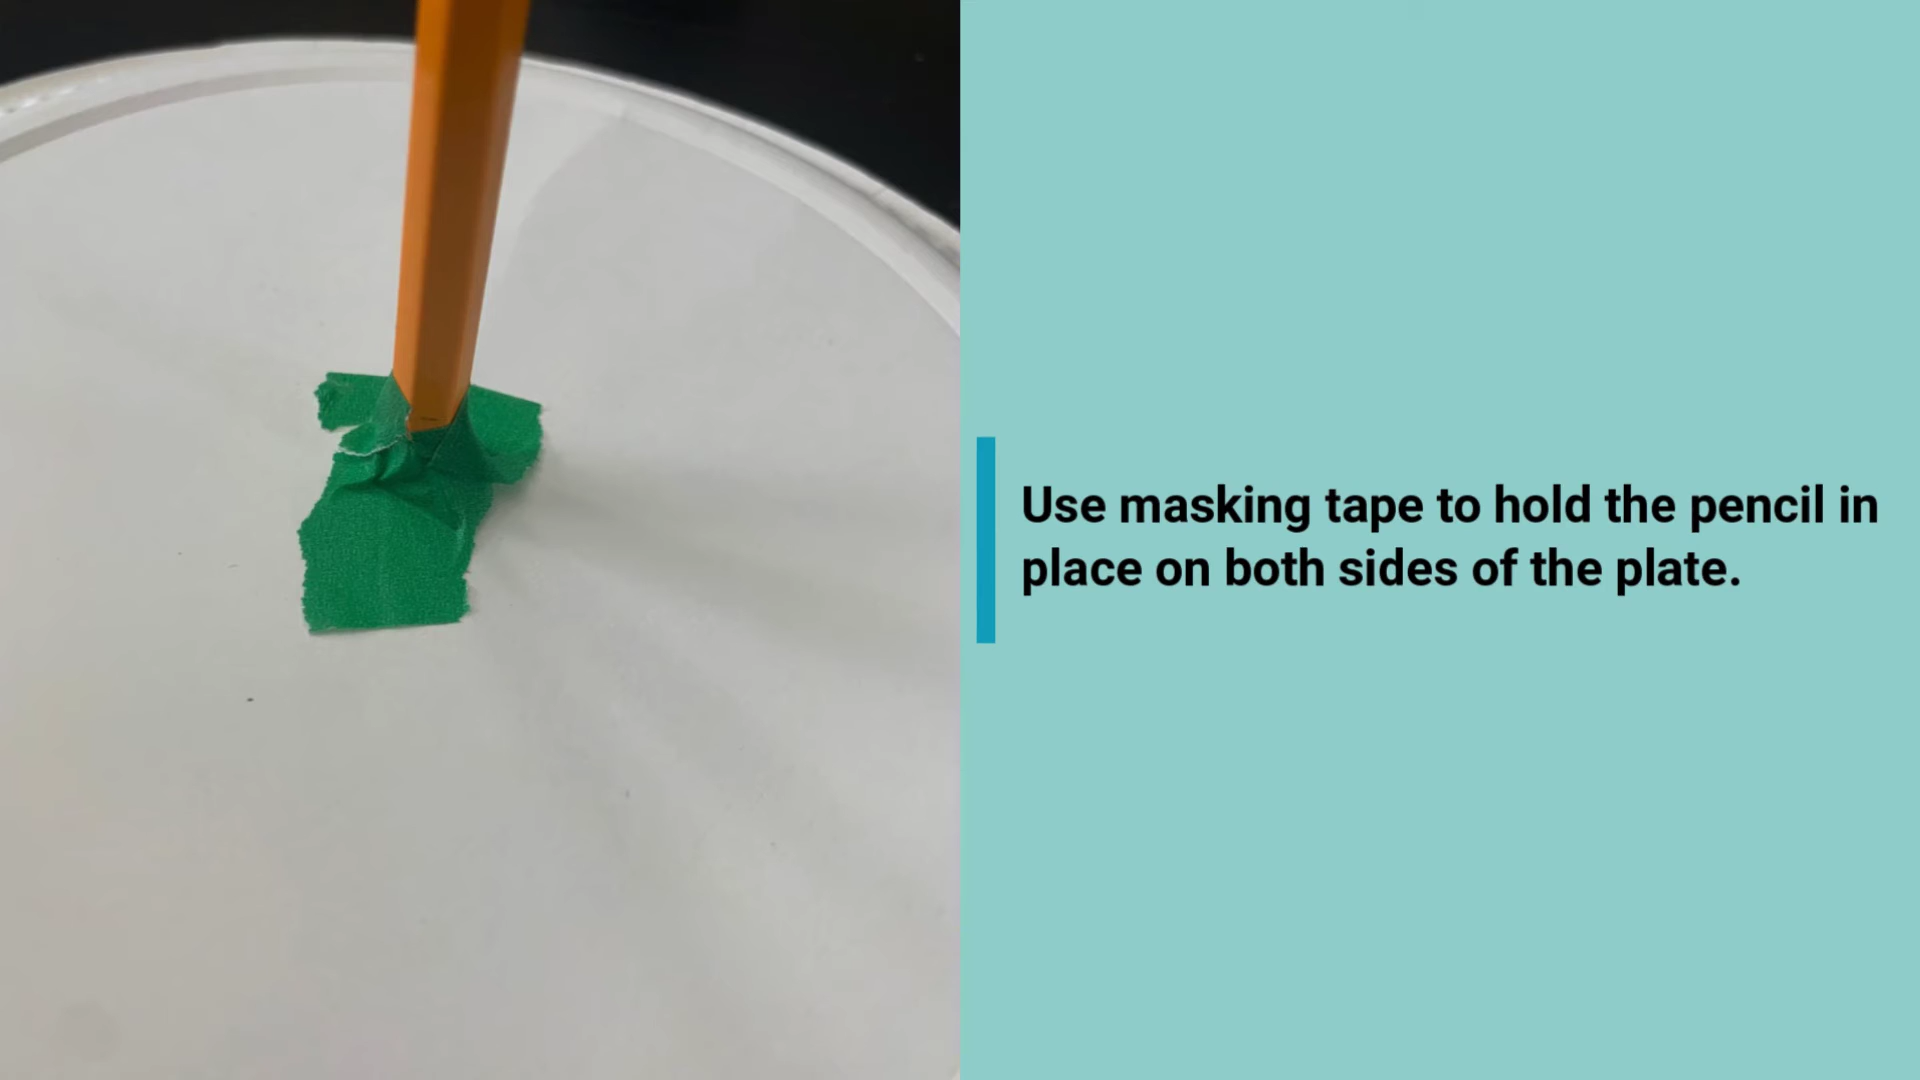 Use masking tape to hold the pencil in
place on both sides of the plate.